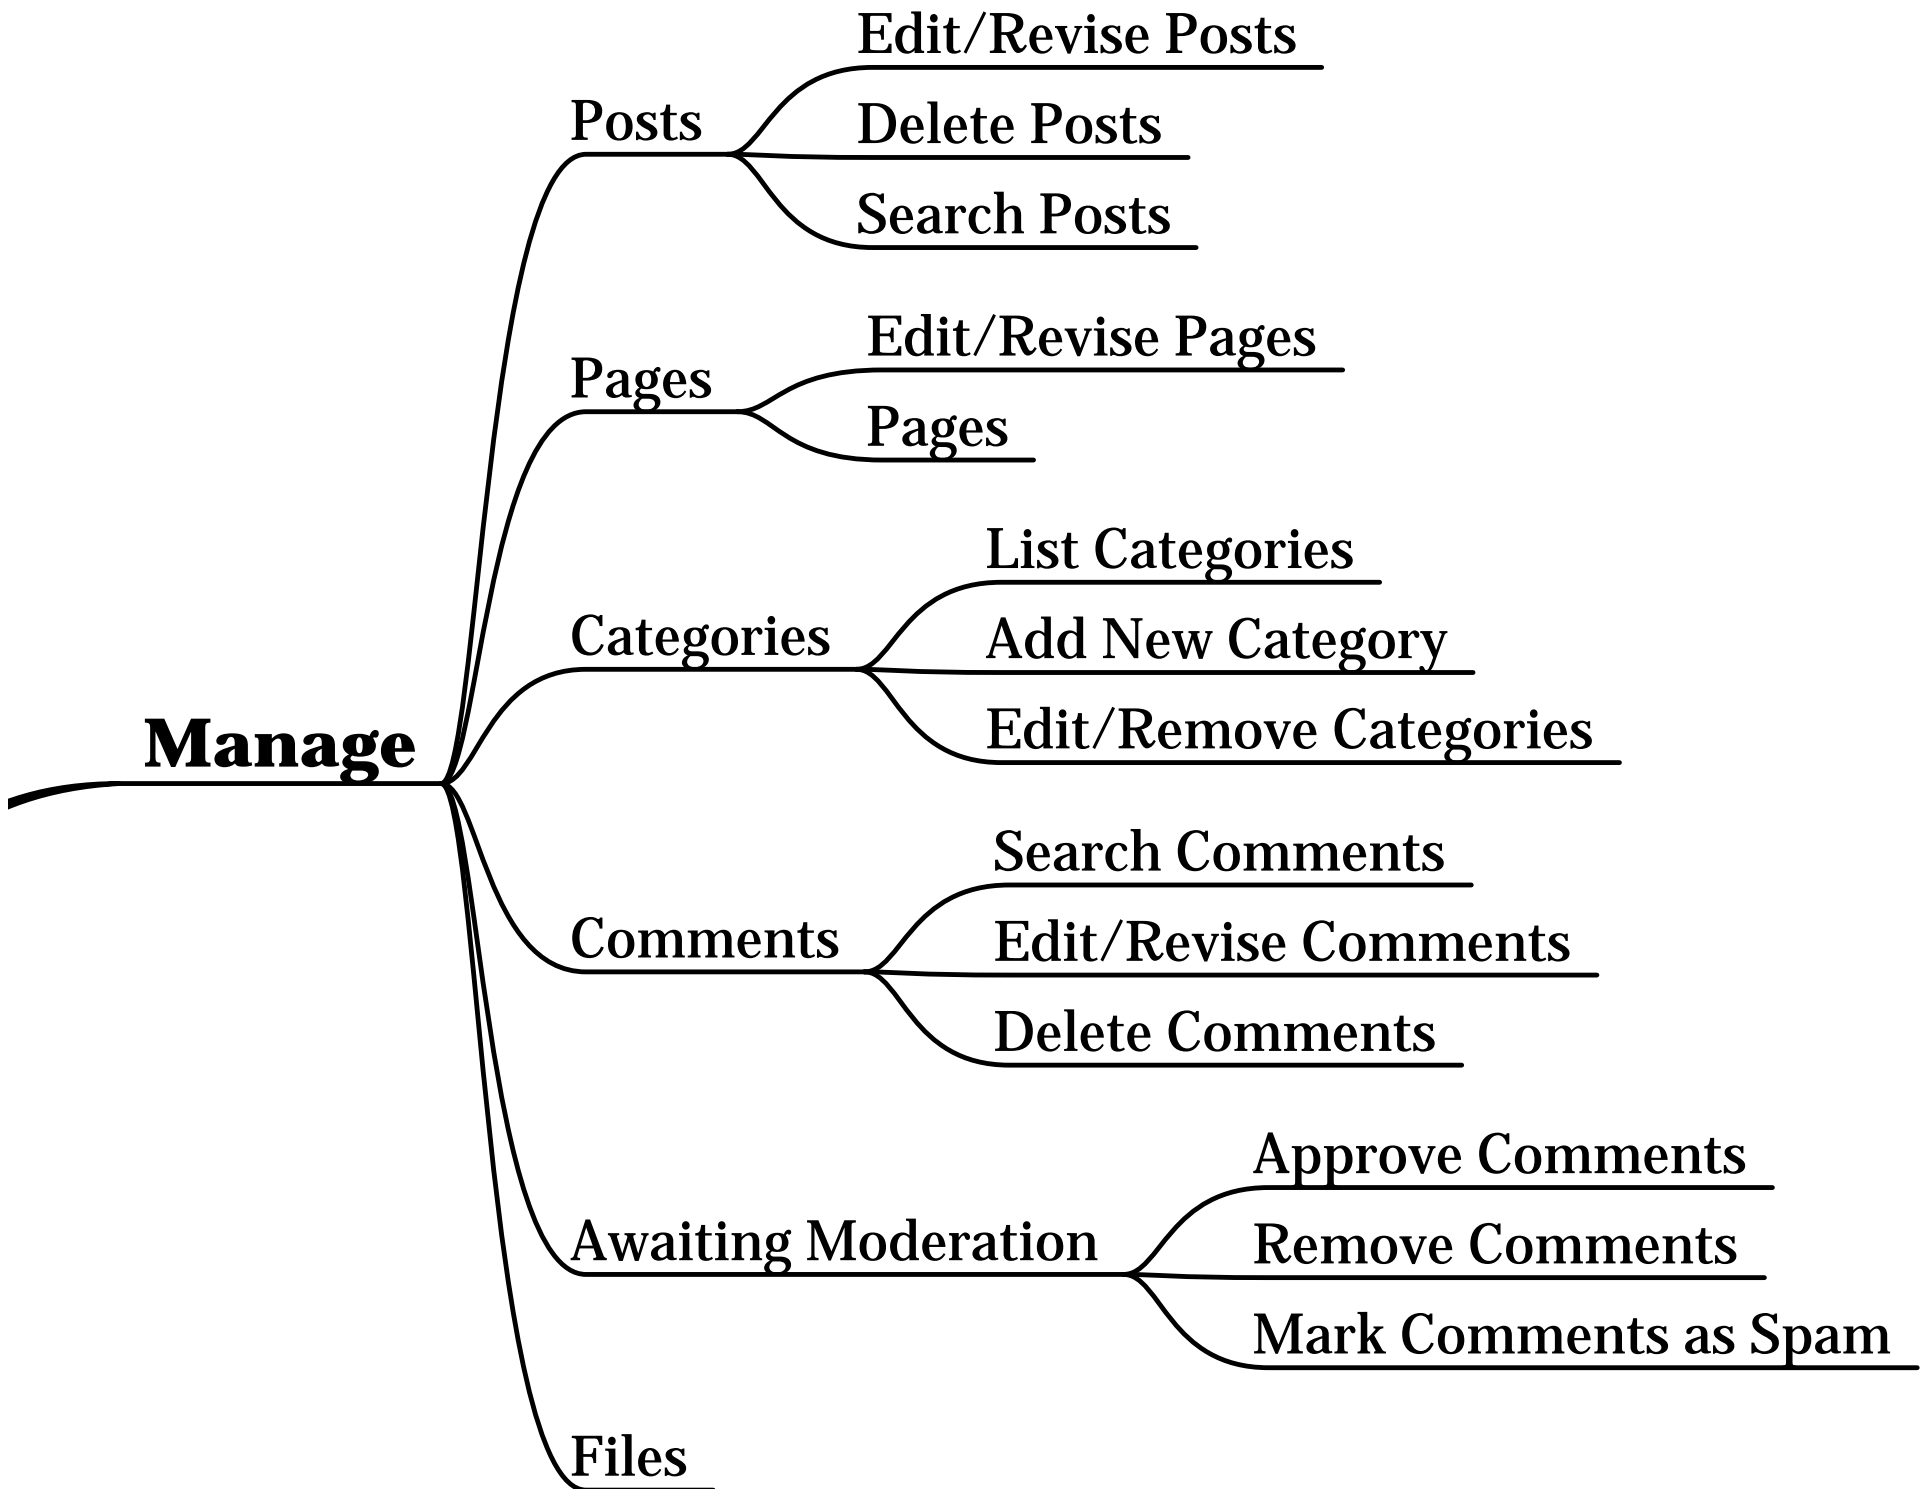 Manage
Posts
Edit/Revise Posts
Delete Posts
Search Posts
Pages
Edit/Revise Pages
Pages
Categories
List Categories
Add New Category
Edit/Remove Categories
Comments
Search Comments
Edit/Revise Comments
Delete Comments
Awaiting Moderation
Approve Comments
Remove Comments
Mark Comments as Spam
Files